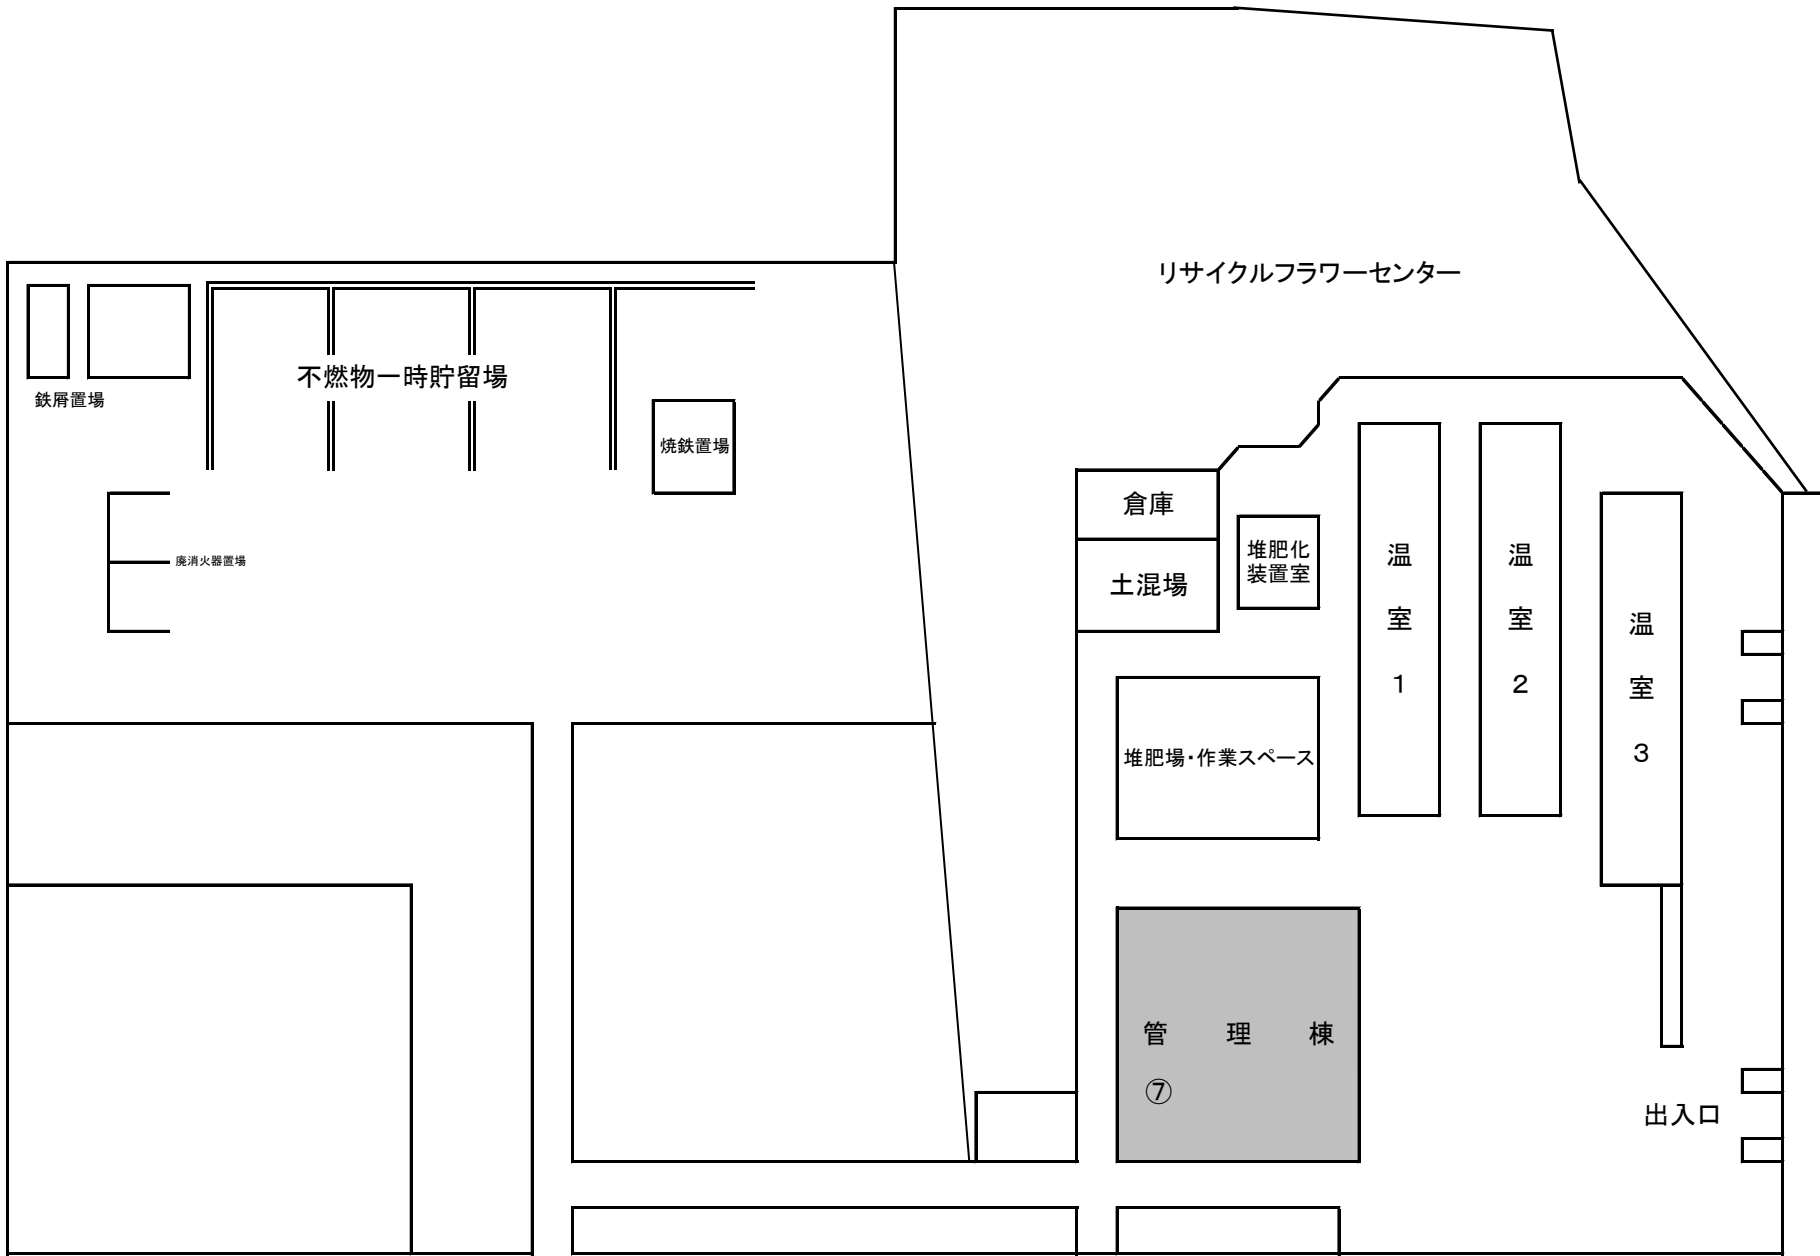 リサイクルフラワーセンター
不燃物一時貯留場
鉄屑置場
焼鉄置場
廃消火器置場
倉庫
土混場
堆肥化
装置室
温室1
温室2
温室3
堆肥場・作業スペース
管理棟
⑦
出入口